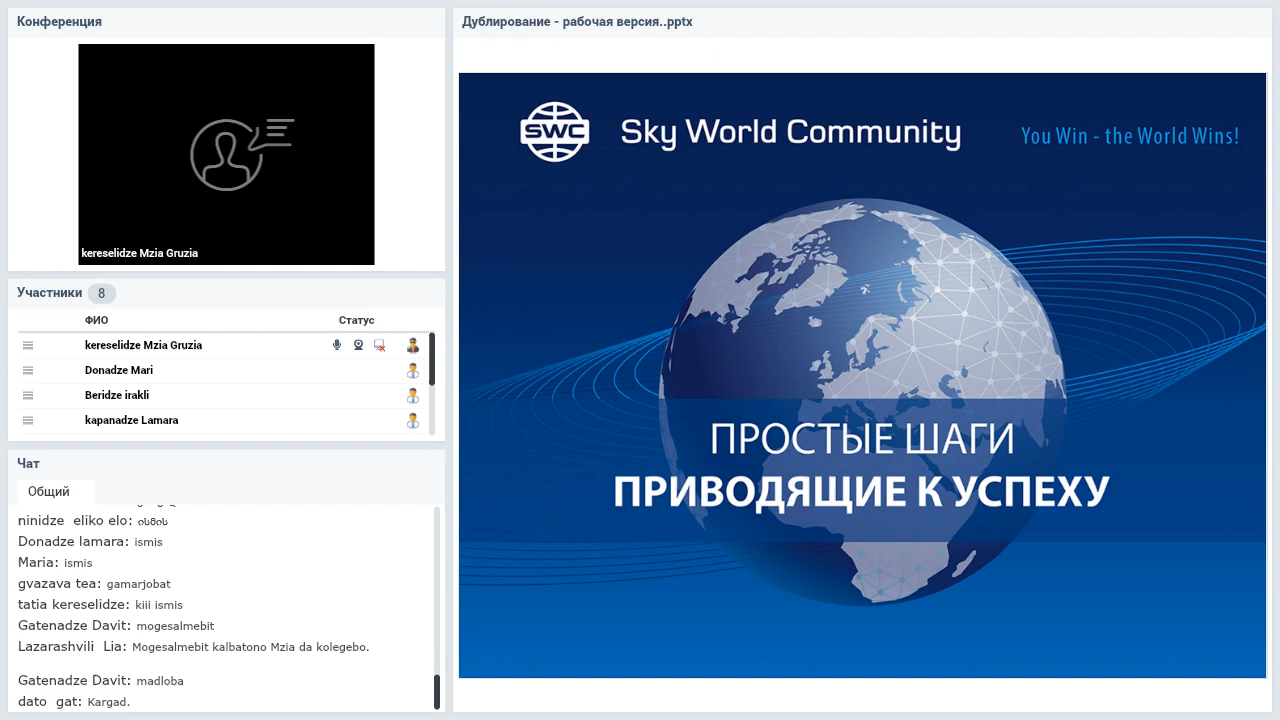 Конференция
kereselidze Mzia Gruzia
Участники 8
ФИО Статус
kereselidze Mzia Gruzia
Donadze Mari
Beridze irakli
kapanadze Lamara
Чат
Общий
ninidze eliko elo: ისმის
Donadze lamara: ismis
Maria: ismis
gvazava tea: gamarjobat
tatia kereselidze: kiii ismis
Gatenadze Davit: mogesalmebit
Lazarashvili Lia: Mogesalmebit kalbatono Mzia da kolegebo.
Gatenadze Davit: madloba
dato gat: Kargad.
Дублирование - рабочая версия..pptx
SWC Sky World Community
You Win - the World Wins!
ПРОСТЫЕ ШАГИ
ПРИВОДЯЩИЕ К УСПЕХУ